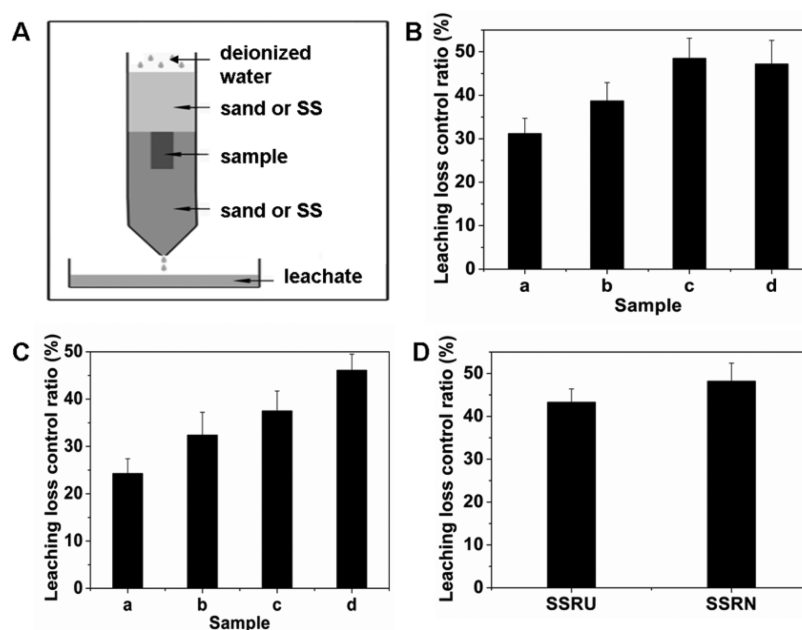 A
deionized
water
sand or SS
sample
sand or SS
leachate
B
Leaching loss control ratio (%)
50
40
30
20
10
0
a b c d
Sample
C
Leaching loss control ratio (%)
50
40
30
20
10
0
a b c d
Sample
D
Leaching loss control ratio (%)
50
40
30
20
10
0
SSRU SSRN